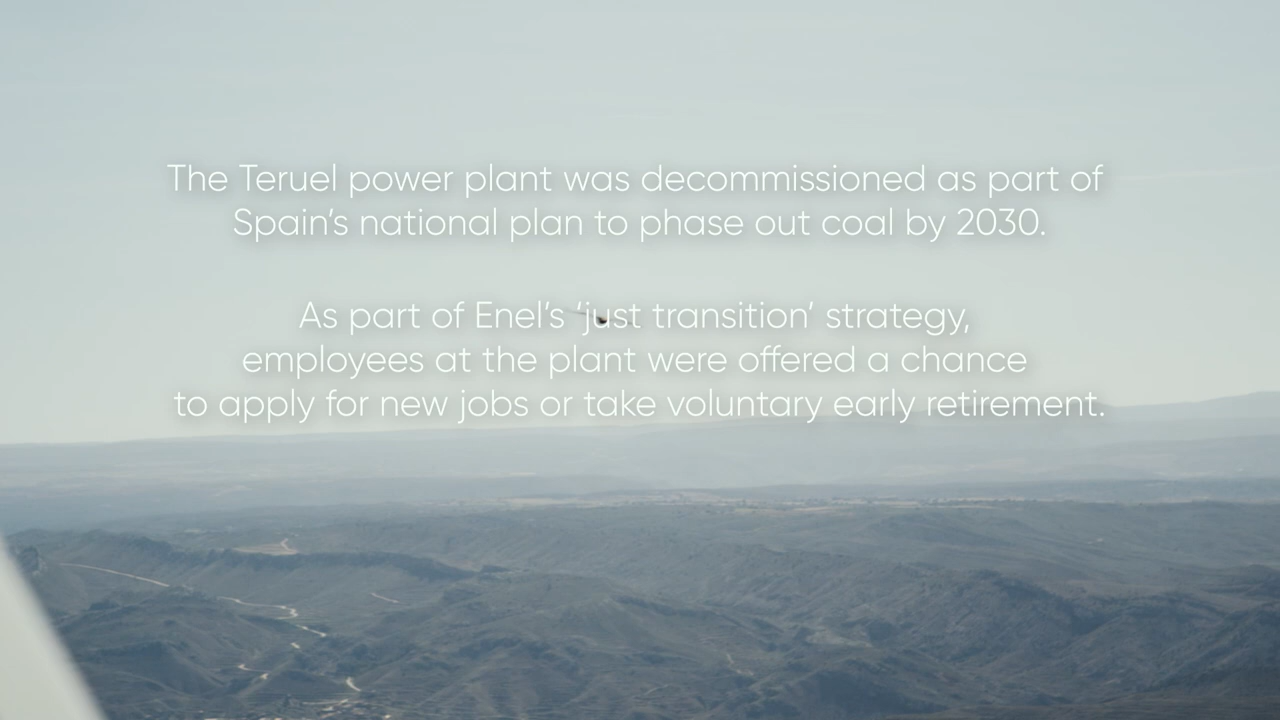 The Teruel power plant was decommissioned as part of
Spain’s national plan to phase out coal by 2030.
As part of Enel’s ‘just transition’ strategy,
employees at the plant were offered a chance
to apply for new jobs or take voluntary early retirement.